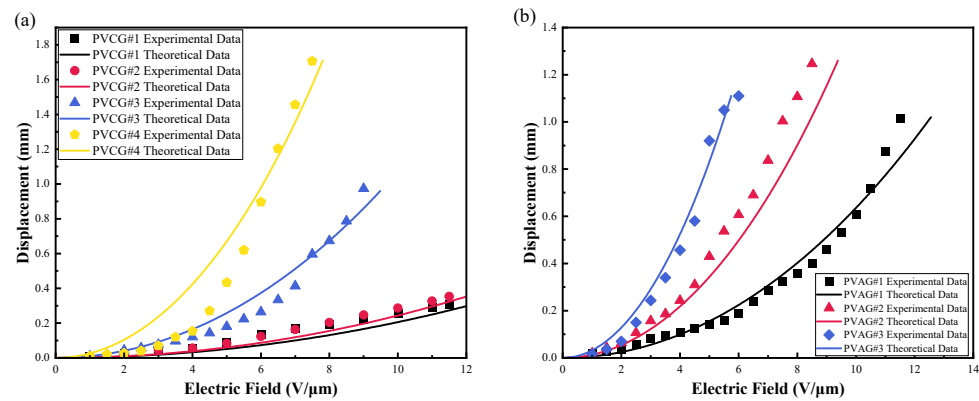 (a)
1.8
1.6
1.4
1.2
1.0
0.8
0.6
0.4
0.2
0.0
Displacement (mm)
PVCG#1 Experimental Data
PVCG#1 Theoretical Data
PVCG#2 Experimental Data
PVCG#2 Theoretical Data
PVCG#3 Experimental Data
PVCG#3 Theoretical Data
PVCG#4 Experimental Data
PVCG#4 Theoretical Data
0 2 4 6 8 10 12
Electric Field (V/μm)
(b)
1.4
1.2
1.0
0.8
0.6
0.4
0.2
0.0
Displacement (mm)
PVAG#1 Experimental Data
PVAG#1 Theoretical Data
PVAG#2 Experimental Data
PVAG#2 Theoretical Data
PVAG#3 Experimental Data
PVAG#3 Theoretical Data
0 2 4 6 8 10 12 14
Electric Field (V/μm)